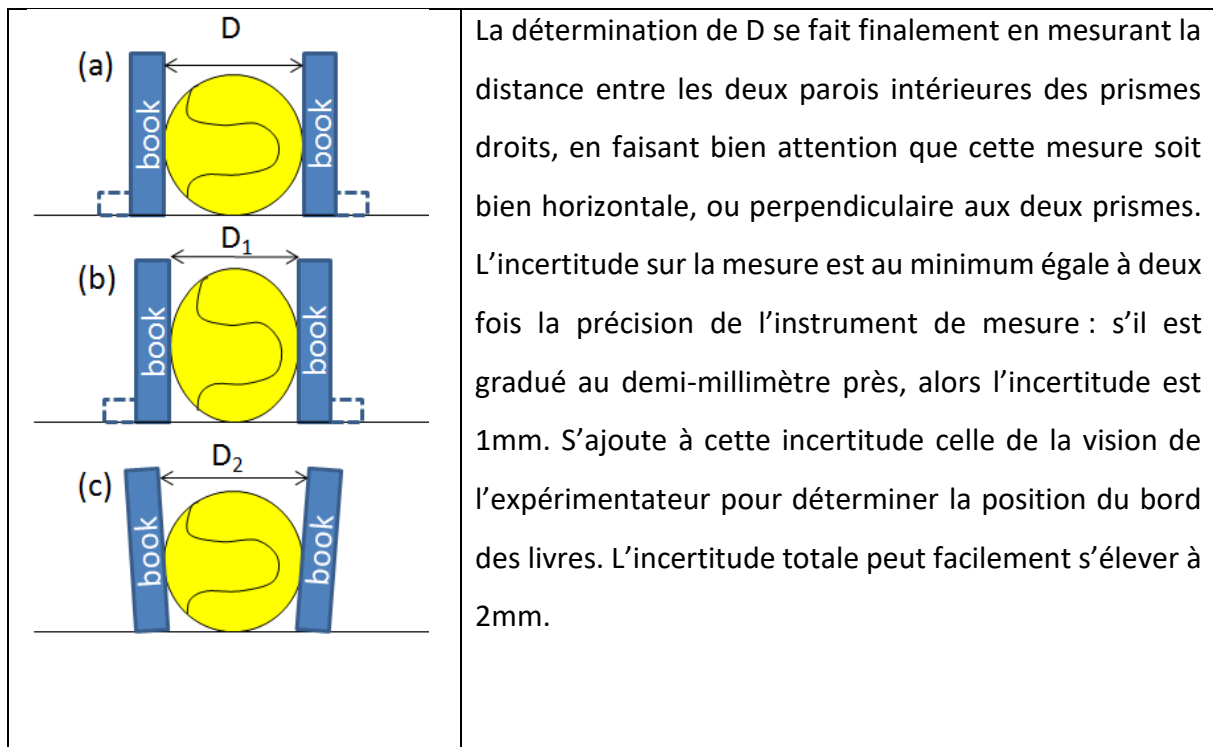 D
(a)
book
book
D1
(b)
book
book
D2
(c)
book
book
La détermination de D se fait finalement en mesurant la
distance entre les deux parois intérieures des prismes
droits, en faisant bien attention que cette mesure soit
bien horizontale, ou perpendiculaire aux deux prismes.
L’incertitude sur la mesure est au minimum égale à deux
fois la précision de l’instrument de mesure : s’il est
gradué au demi-millimètre près, alors l’incertitude est
1mm. S’ajoute à cette incertitude celle de la vision de
l’expérimentateur pour déterminer la position du bord
des livres. L’incertitude totale peut facilement s’élever à
2mm.